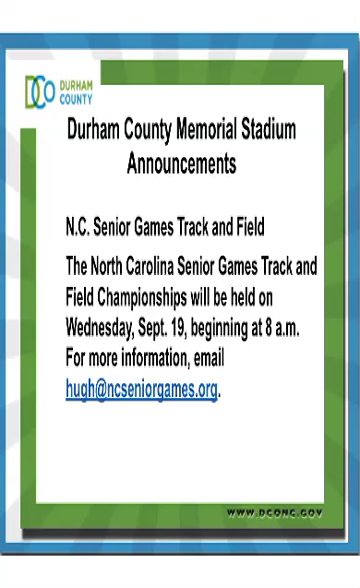 DCO DURHAM
COUNTY
Durham County Memorial Stadium
Announcements
N.C. Senior Games Track and Field
The North Carolina Senior Games Track and
Field Championships will be held on
Wednesday, Sept. 19, beginning at 8 a.m.
For more information, email
hugh@ncseniorgames.org.
WWW.DCONC.GOV